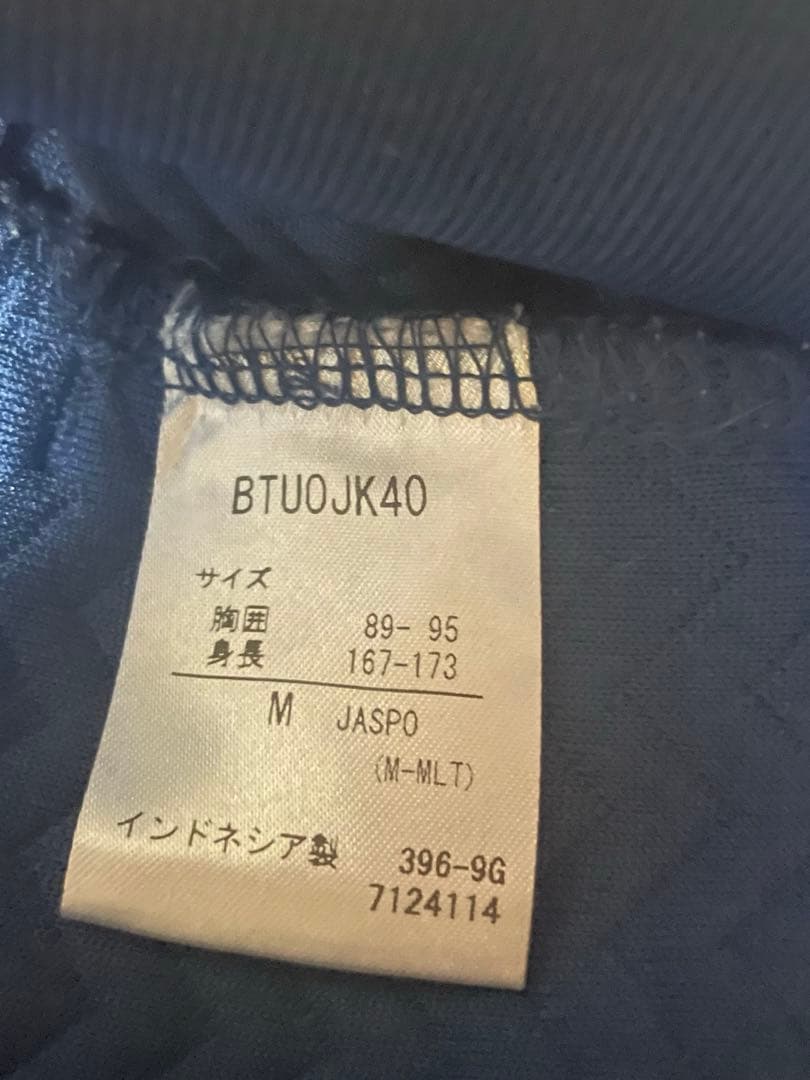 BTUOJK40
サイズ
胸囲 89- 95
身長 167-173
M JASPO
(M-MLT)
インドネシア製 396-9G
7124114